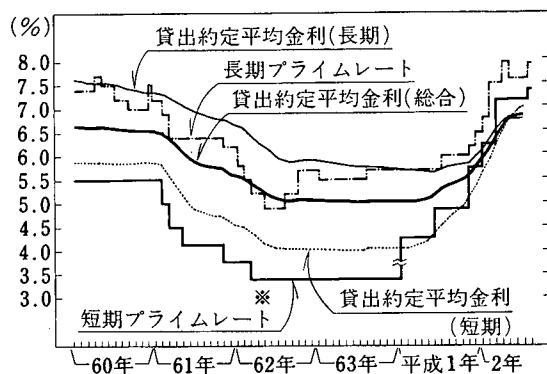 (%)
貸出約定平均金利(長期)
長期プライムレート
貸出約定平均金利(総合)
8.0
7.5
7.0
6.5
6.0
5.5
5.0
4.5
4.0
3.5
3.0
※
短期プライムレート
貸出約定平均金利
(短期)
60年
61年
62年
63年
平成1年
2年